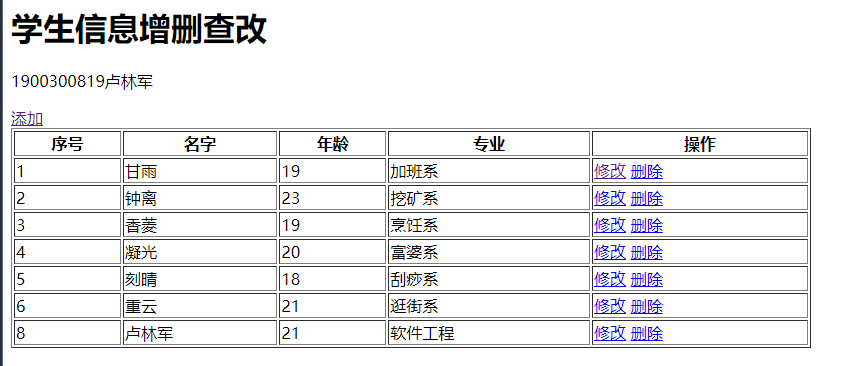 学生信息增删查改
1900300819卢林军
添加
序号 名字 年龄 专业 操作
1 甘雨 19 加班系 修改 删除
2 钟离 23 挖矿系 修改 删除
3 香菱 19 烹饪系 修改 删除
4 凝光 20 富婆系 修改 删除
5 刻晴 18 刮痧系 修改 删除
6 重云 21 逛街系 修改 删除
8 卢林军 21 软件工程 修改 删除